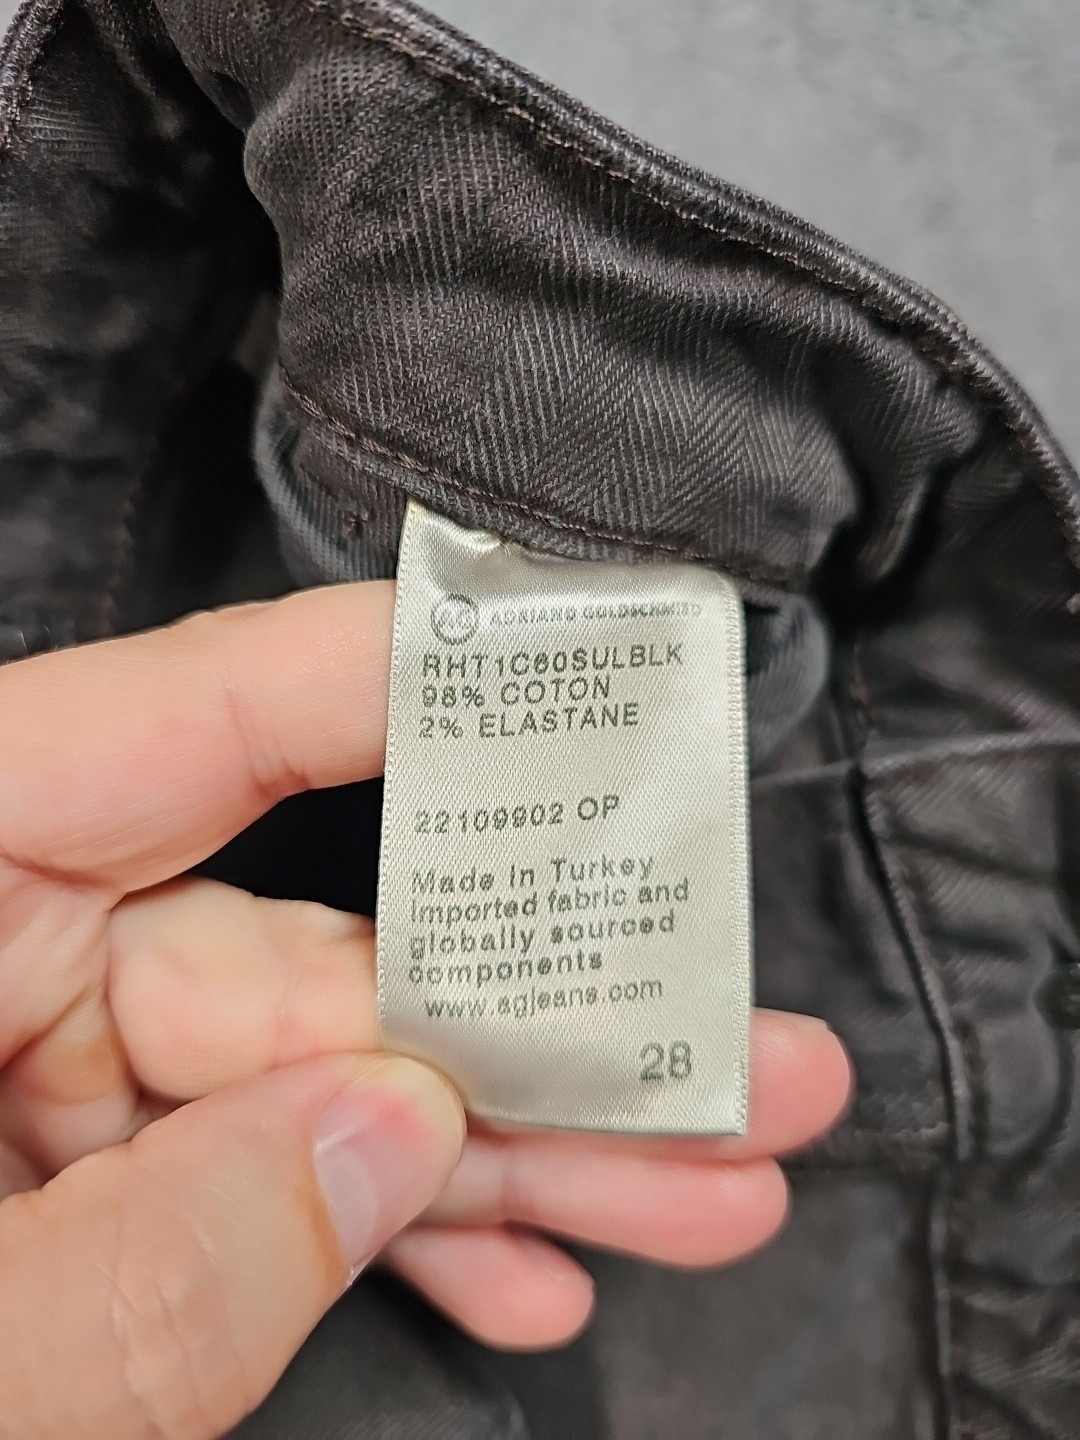 AG ADRIANO GOLDSCHMIED
RHT1C60SULBLK
98% COTON
2% ELASTANE
22109902 OP
Made in Turkey
Imported fabric and
globally sourced
components
www.agjeans.com
28